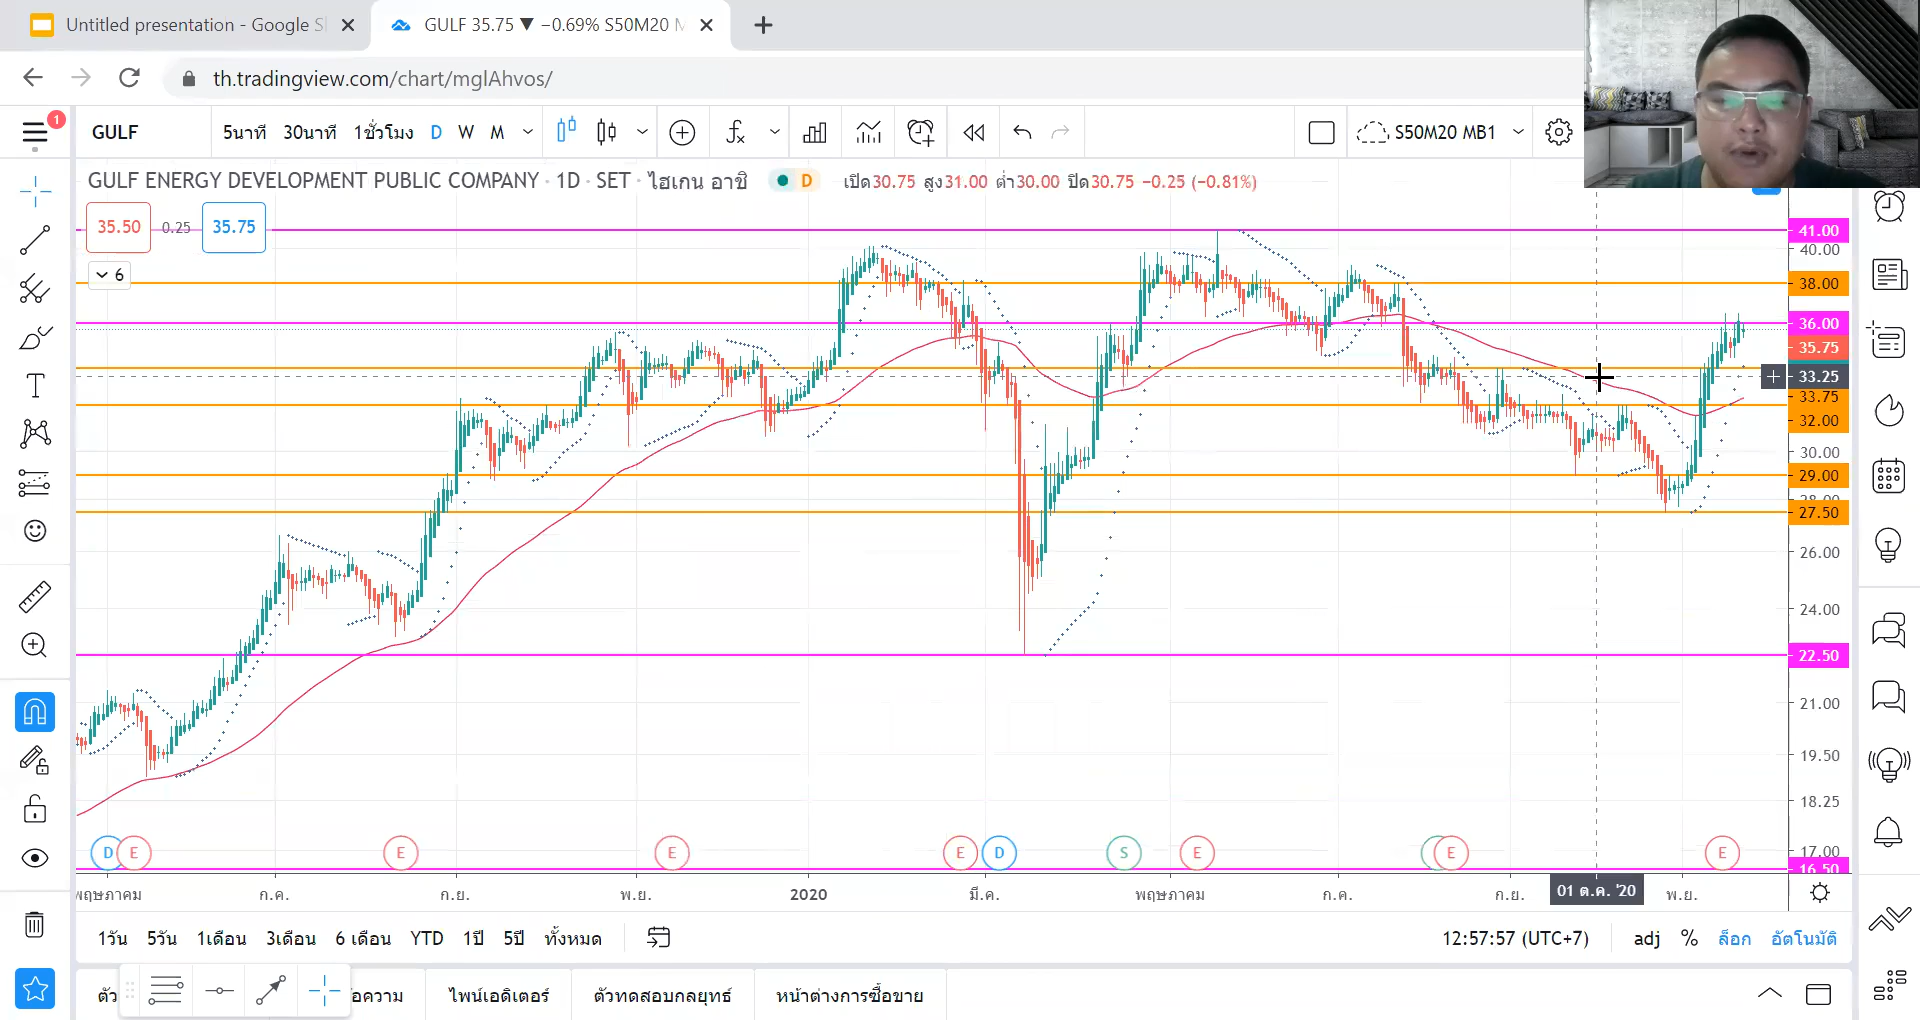 Untitled presentation - Google Sl
GULF 35.75 ▼ −0.69% S50M20 M
th.tradingview.com/chart/mglAhvos/
1
GULF
5นาที 30นาที 1ชั่วโมง D W M
S50M20 MB1
GULF ENERGY DEVELOPMENT PUBLIC COMPANY · 1D · SET · ไฮเกน อาชิ
D
เปิด30.75 สูง31.00 ต่ำ30.00 ปิด30.75 −0.25 (−0.81%)
35.50 0.25 35.75
6
41.00
40.00
38.00
36.00
35.75
33.25
33.75
32.00
30.00
29.00
28.00
27.50
26.00
24.00
22.50
21.00
19.50
18.25
17.00
16.50
D E E E E D S E E E
พฤษภาคม ก.ค. ก.ย. พ.ย. 2020 มี.ค. พฤษภาคม ก.ค. ก.ย. 01 ต.ค. '20 พ.ย.
1วัน 5วัน 1เดือน 3เดือน 6 เดือน YTD 1ปี 5ปี ทั้งหมด
12:57:57 (UTC+7) adj % ล็อก อัตโนมัติ
ตัว อความ ไพน์เอดิเตอร์ ตัวทดสอบกลยุทธ์ หน้าต่างการซื้อขาย